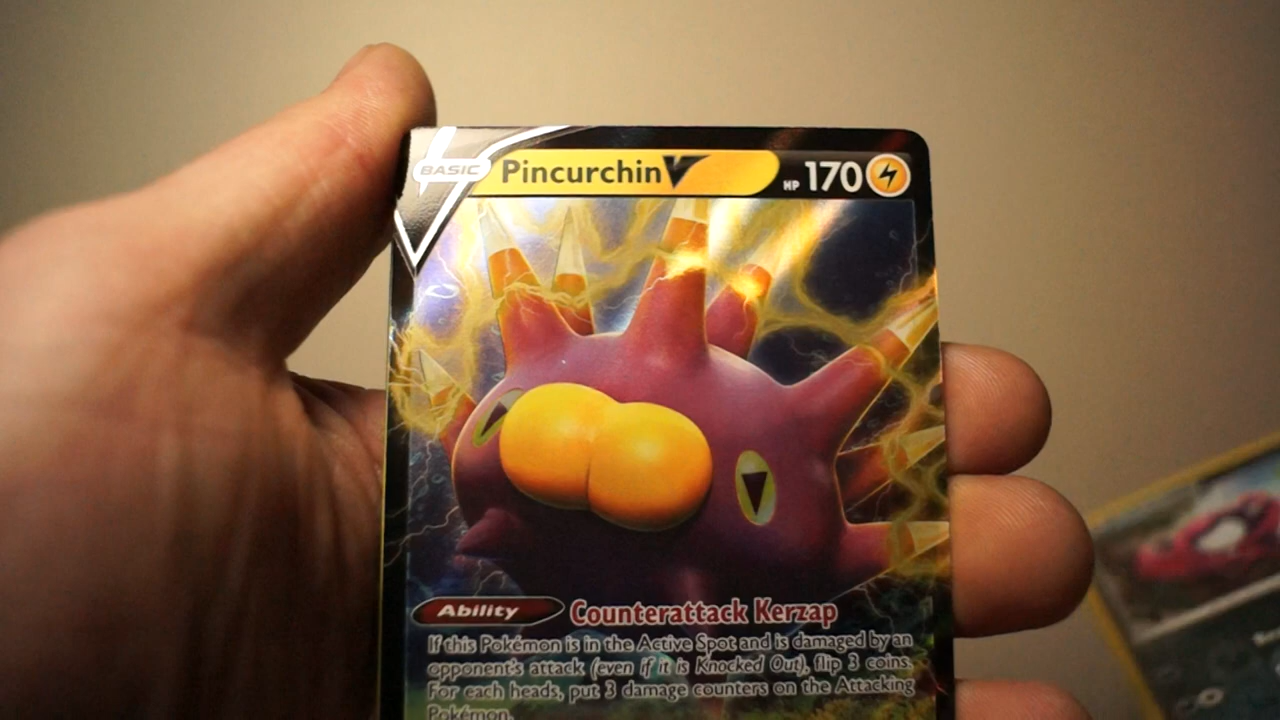 BASIC Pincurchin V HP 170
Ability Counterattack Kerzap
If this Pokémon is in the Active Spot and is damaged by an
opponent's attack (even if it is Knocked Out), flip 3 coins.
For each heads, put 3 damage counters on the Attacking
Pokémon.